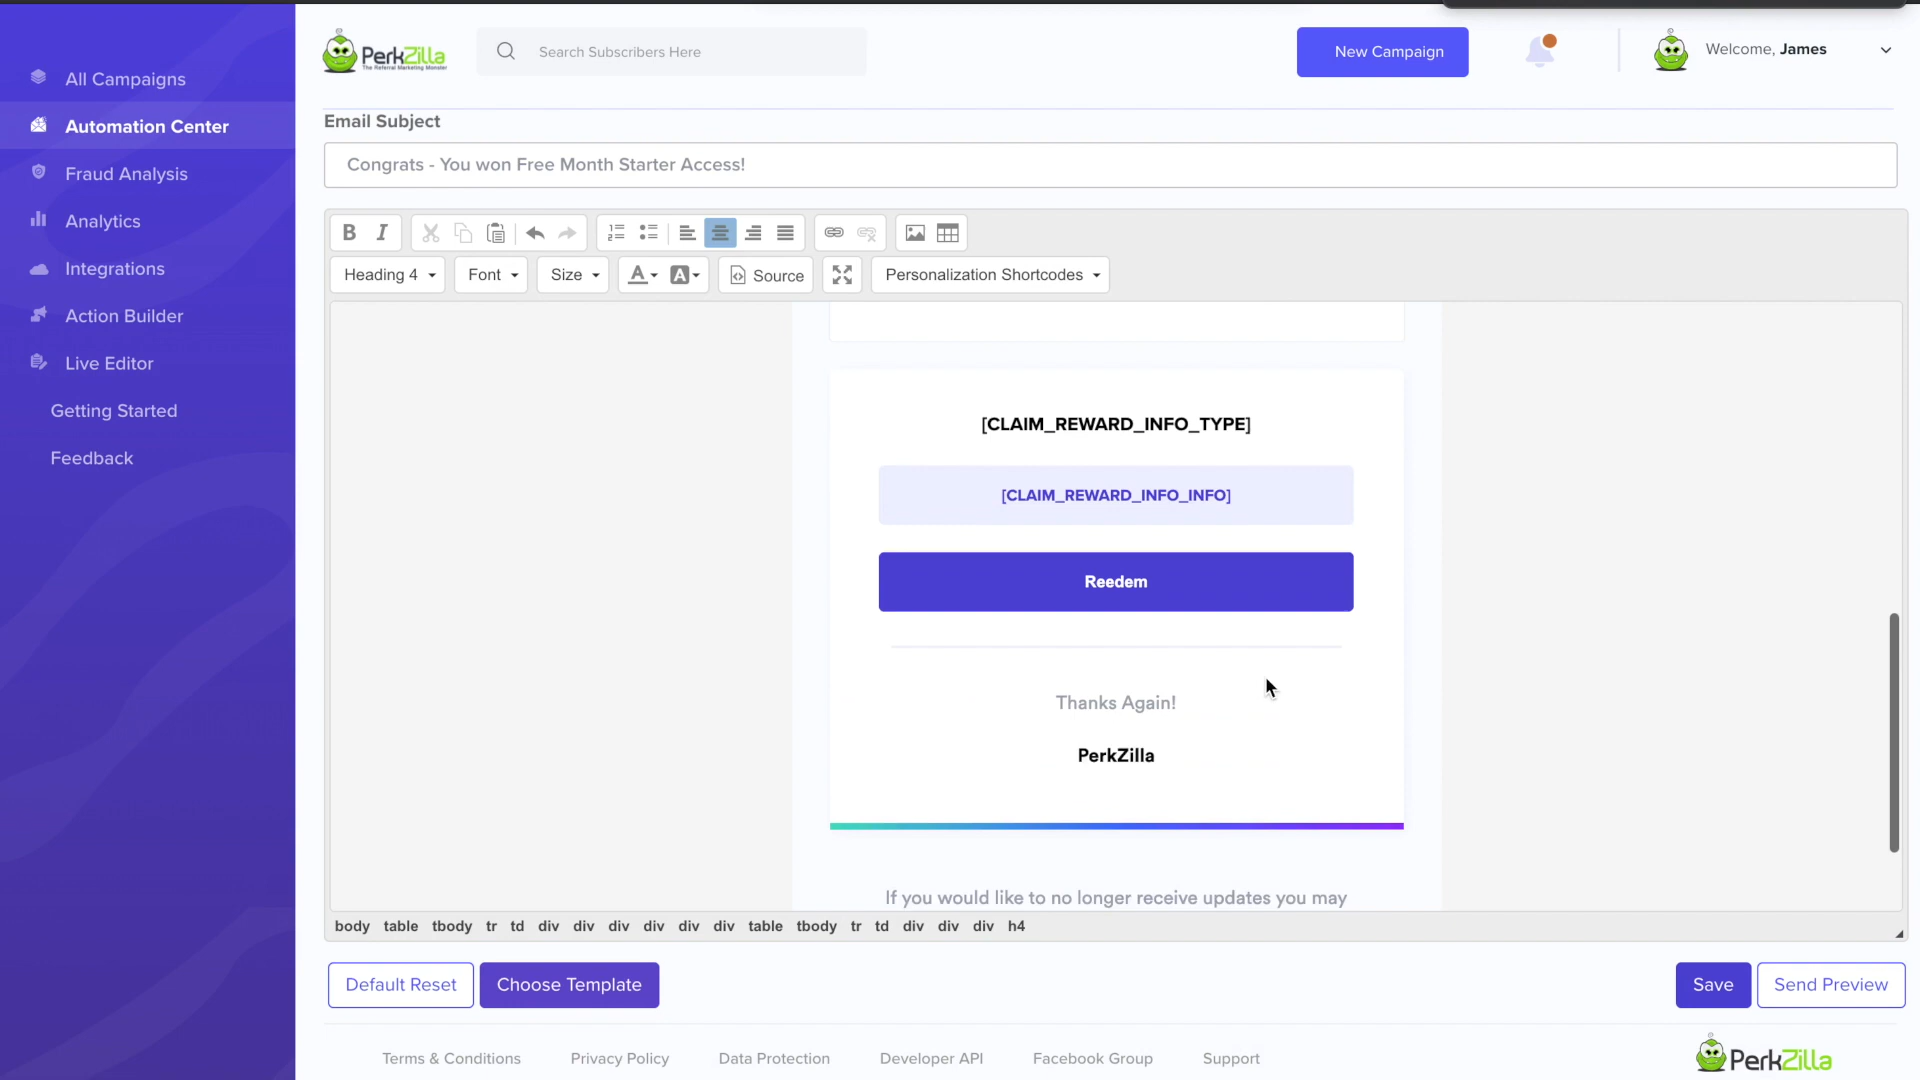 All Campaigns
Automation Center
Fraud Analysis
Analytics
Integrations
Action Builder
Live Editor
Getting Started
Feedback
PerkZilla
The Referral Marketing Monster
Search Subscribers Here
New Campaign
Welcome, James
Email Subject
Congrats - You won Free Month Starter Access!
Heading 4
Font
Size
Source
Personalization Shortcodes
[CLAIM_REWARD_INFO_TYPE]
[CLAIM_REWARD_INFO_INFO]
Reedem
Thanks Again!
PerkZilla
If you would like to no longer receive updates you may
body table tbody tr td div div div div div div table tbody tr td div div div h4
Default Reset
Choose Template
Save
Send Preview
Terms & Conditions
Privacy Policy
Data Protection
Developer API
Facebook Group
Support
PerkZilla